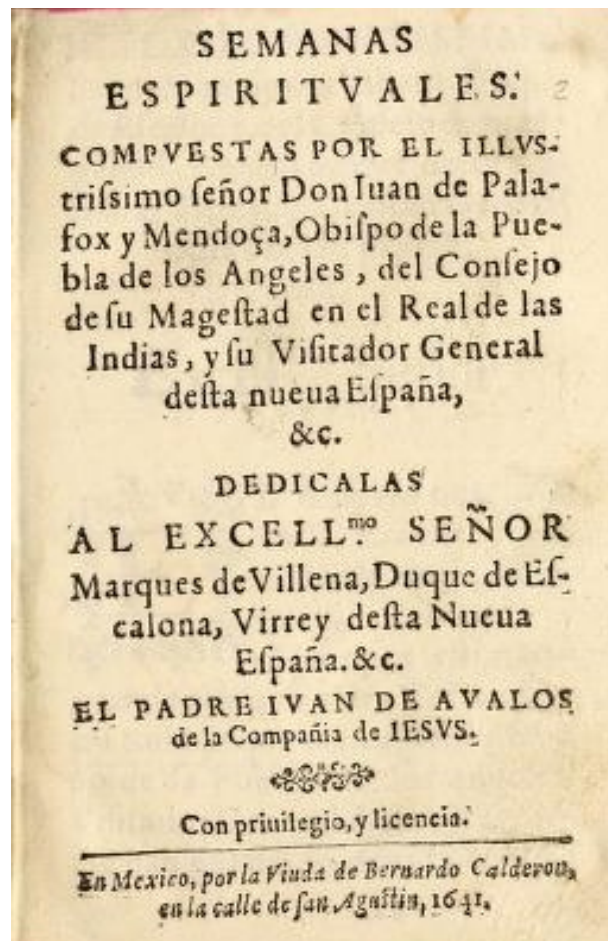 SEMANAS
ESPIRITVALES.
COMPVESTAS POR EL ILLVS-
triſsimo ſeñor Don Iuan de Pala-
fox y Mendoça, Obiſpo de la Pue-
bla de los Angeles, del Conſejo
de ſu Mageſtad en el Real de las
Indias, y ſu Viſitador General
deſta nueua Eſpaña,
&c.
DEDICALAS
AL EXCELL.mo SEÑOR
Marques de Villena, Duque de Eſ-
calona, Virrey deſta Nueua
Eſpaña. &c.
EL PADRE IVAN DE AVALOS
de la Compañia de IESVS.
Con priuilegio, y licencia.
En Mexico, por la Viuda de Bernardo Calderon,
en la calle de ſan Aguſtin, 1641.